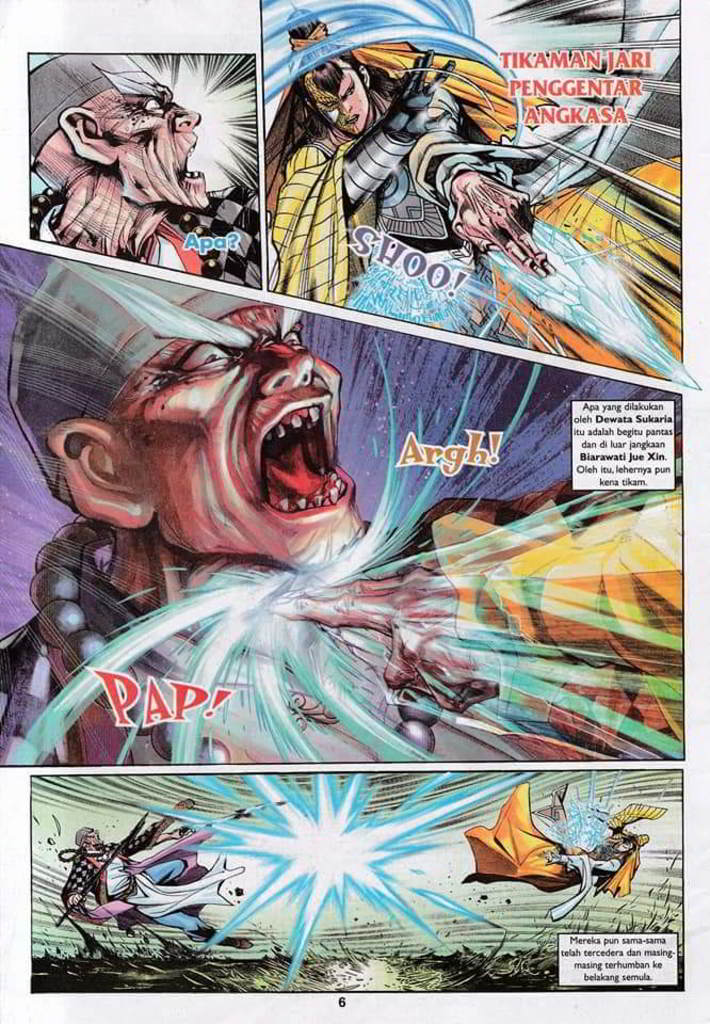 Apa?
TIKAMAN JARI
PENGGENTAR
ANGKASA
SHOO!
Apa yang dilakukan
oleh Dewata Sukaria
itu adalah begitu pantas
dan di luar jangkaan
Biarawati Jue Xin.
Oleh itu, lehernya pun
kena tikam.
Argh!
PAP!
Mereka pun sama-sama
telah tercedera dan masing-
masing terhumban ke
belakang semula.
6